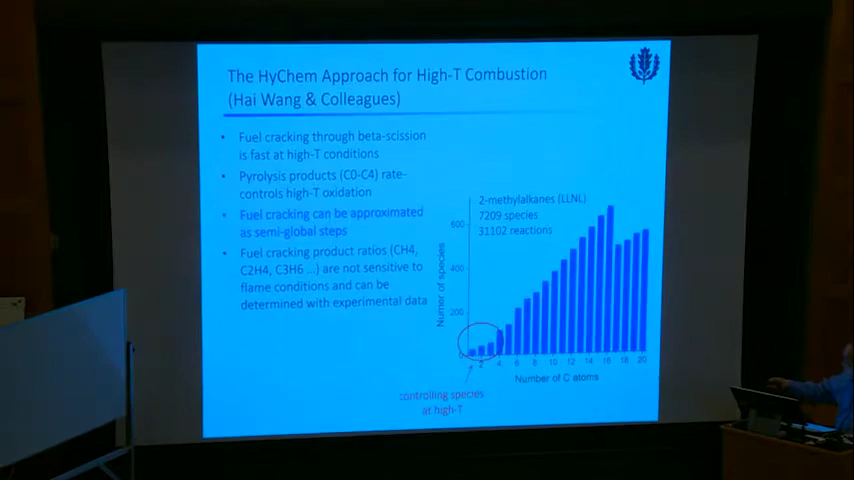 The HyChem Approach for High-T Combustion
(Hai Wang & Colleagues)
• Fuel cracking through beta-scission
is fast at high-T conditions
• Pyrolysis products (C0-C4) rate-
controls high-T oxidation
• Fuel cracking can be approximated
as semi-global steps
• Fuel cracking product ratios (CH4,
C2H4, C3H6 ...) are not sensitive to
flame conditions and can be
determined with experimental data
2-methylalkanes (LLNL)
7209 species
31102 reactions
Numer of species
600
400
200
0
2 4 6 8 10 12 14 16 18 20
Number of C atoms
controlling species
at high-T